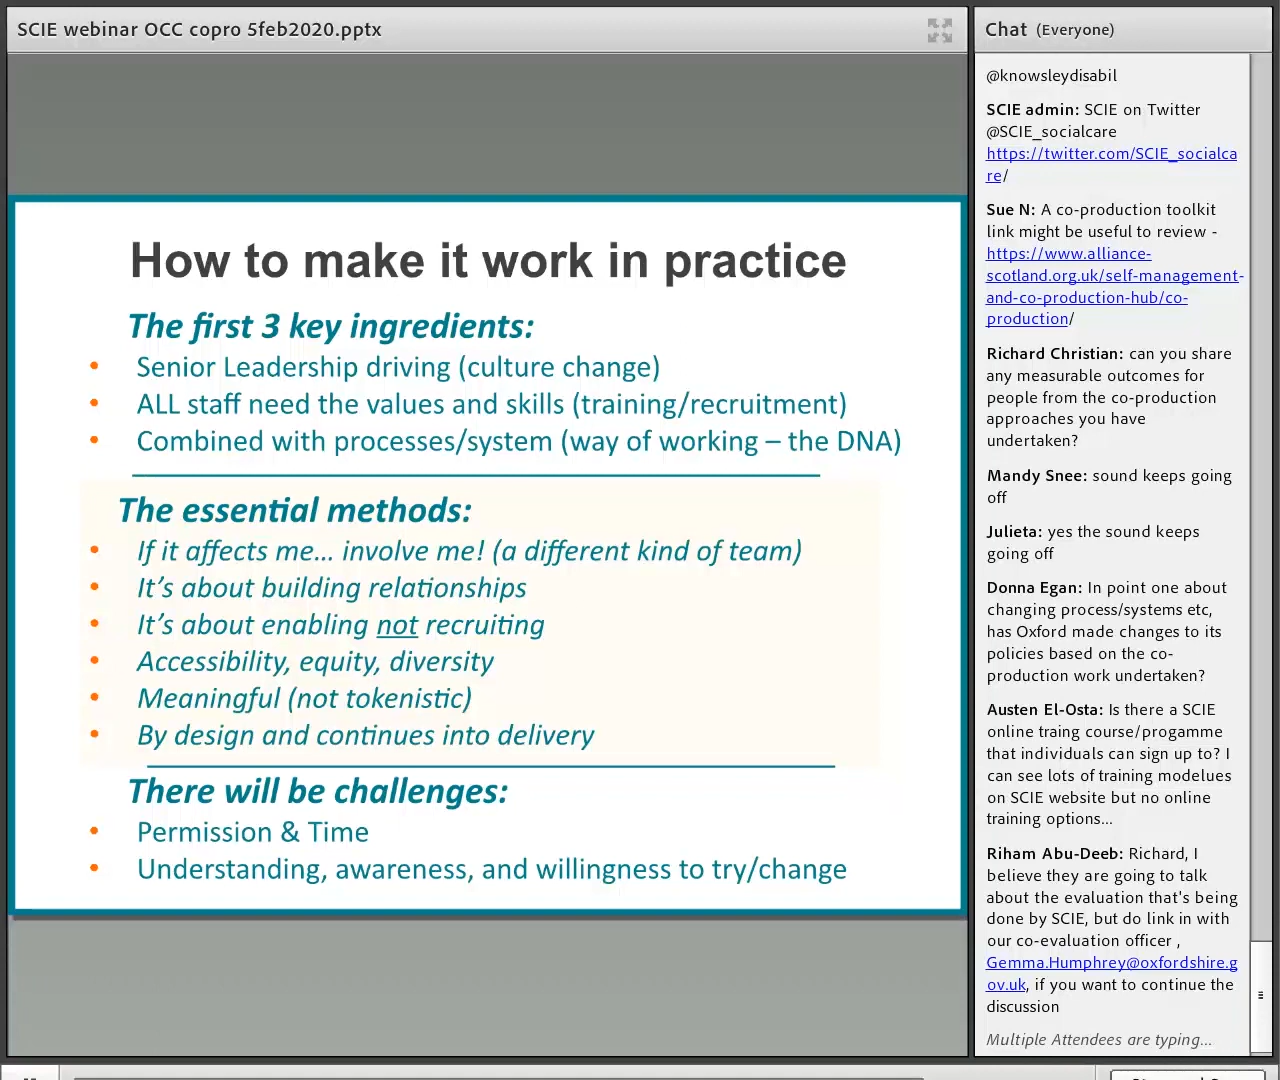 SCIE webinar OCC copro 5feb2020.pptx
How to make it work in practice
The first 3 key ingredients:
• Senior Leadership driving (culture change)
• ALL staff need the values and skills (training/recruitment)
• Combined with processes/system (way of working – the DNA)
The essential methods:
• If it affects me... involve me! (a different kind of team)
• It's about building relationships
• It's about enabling not recruiting
• Accessibility, equity, diversity
• Meaningful (not tokenistic)
• By design and continues into delivery
There will be challenges:
• Permission & Time
• Understanding, awareness, and willingness to try/change
Chat (Everyone)
@knowsleydisabil
SCIE admin: SCIE on Twitter
@SCIE_socialcare
https://twitter.com/SCIE_socialca
re/
Sue N: A co-production toolkit
link might be useful to review -
https://www.alliance-
scotland.org.uk/self-management-
and-co-production-hub/co-
production/
Richard Christian: can you share
any measurable outcomes for
people from the co-production
approaches you have
undertaken?
Mandy Snee: sound keeps going
off
Julieta: yes the sound keeps
going off
Donna Egan: In point one about
changing process/systems etc,
has Oxford made changes to its
policies based on the co-
production work undertaken?
Austen El-Osta: Is there a SCIE
online traing course/progamme
that individuals can sign up to? I
can see lots of training modelues
on SCIE website but no online
training options...
Riham Abu-Deeb: Richard, I
believe they are going to talk
about the evaluation that's being
done by SCIE, but do link in with
our co-evaluation officer ,
Gemma.Humphrey@oxfordshire.g
ov.uk, if you want to continue the
discussion
Multiple Attendees are typing...